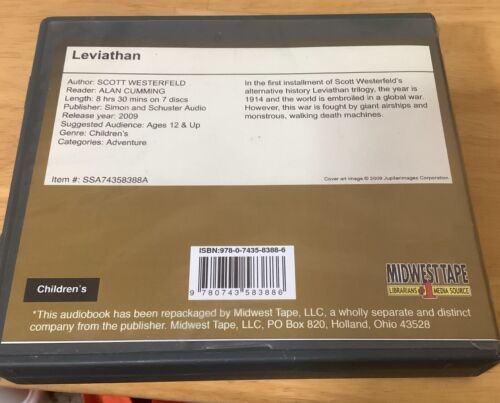 Leviathan
Author: SCOTT WESTERFELD
Reader: ALAN CUMMING
Length: 8 hrs 30 mins on 7 discs
Publisher: Simon and Schuster Audio
Release year: 2009
Suggested Audience: Ages 12 & Up
Genre: Children's
Categories: Adventure
In the first installment of Scott Westerfeld's
alternative history Leviathan trilogy, the year is
1914 and the world is embroiled in a global war.
However, this war is fought by giant airships and
monstrous, walking death machines.
Item #: SSA74358388A
Cover art image © 2009 Jupiterimages Corporation.
ISBN:978-0-7435-8388-6
9 780743 583886
Children's
MIDWEST TAPE
LIBRARIANS #1 MEDIA SOURCE
*This audiobook has been repackaged by Midwest Tape, LLC, a wholly separate and distinct
company from the publisher. Midwest Tape, LLC, PO Box 820, Holland, Ohio 43528